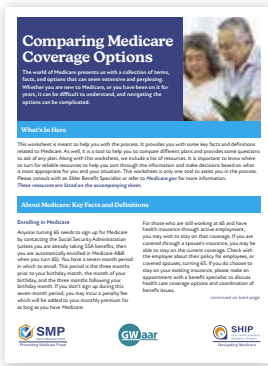 Comparing Medicare
Coverage Options
The world of Medicare presents us with a collection of terms,
facts, and options that can seem extensive and perplexing.
Whether you are new to Medicare, or you have been on it for
years, it can be difficult to understand, and navigating the
options can be complicated.
What's In Here
This worksheet is meant to help you with the process. It provides you with some key facts and definitions
related to Medicare. As well, it is a tool to help you to compare different plans and provides some questions
to ask of any plan. Along with this worksheet, we include a list of resources. It is important to know where
to turn for reliable resources to help you sort through the information and make decisions based on what
is most appropriate for you and your situation. This worksheet is only one tool to assist you in the process.
Please consult with an Elder Benefit Specialist or refer to Medicare.gov for more information.
These resources are listed on the accompanying sheet.
About Medicare: Key Facts and Definitions
Enrolling in Medicare
Anyone turning 65 needs to sign up for Medicare
by contacting the Social Security Administration
(unless you are already taking SSA benefits, then
you are automatically enrolled in Medicare A&B
when you turn 65). You have a seven-month period
in which to enroll. This period is the three months
prior to your birthday month, the month of your
birthday, and the three months following your
birthday month. If you don't sign up during this
seven-month period, you may incur a penalty fee
which will be added to your monthly premium for
as long as you have Medicare.
For those who are still working at 65 and have
health insurance through active employment,
you may wish to stay on that coverage. If you are
covered through a spouse's insurance, you may be
able to stay on the current coverage. Check with
the employer about their policy for employees, or
covered spouses, turning 65. If you do choose to
stay on your existing insurance, please make an
appointment with a benefit specialist to discuss
health care coverage options and coordination of
benefit issues.
continued on back page
SMP
Preventing Medicare Fraud
GWaar
SHIP
Navigating Medicare